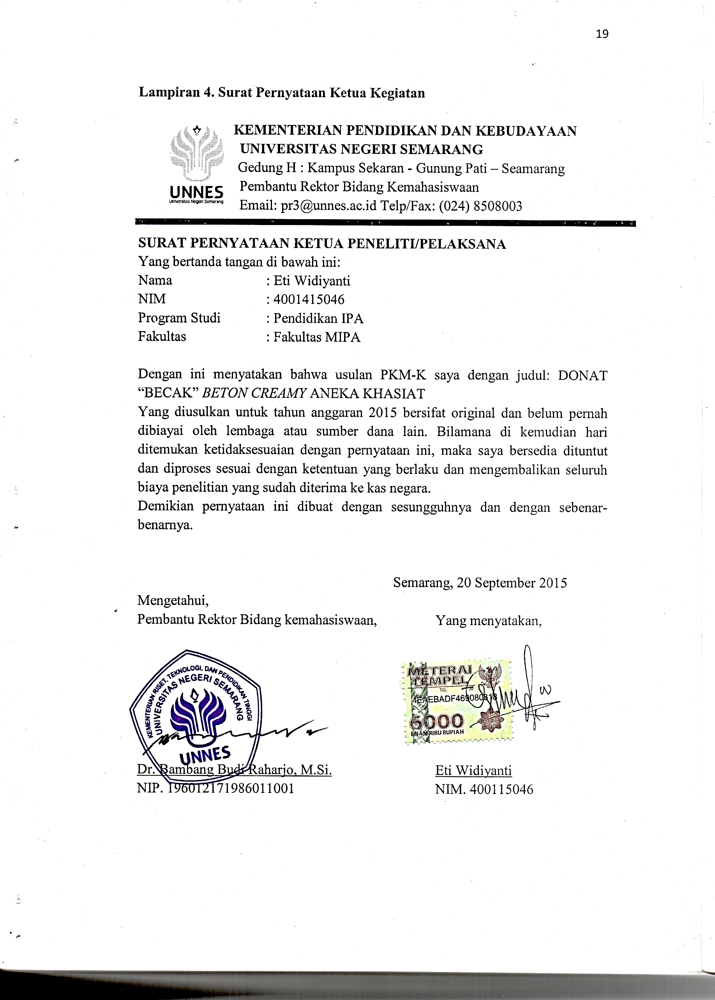 19
Lampiran 4. Surat Pernyataan Ketua Kegiatan
KEMENTERIAN PENDIDIKAN DAN KEBUDAYAAN
UNIVERSITAS NEGERI SEMARANG
Gedung H : Kampus Sekaran - Gunung Pati – Seamarang
Pembantu Rektor Bidang Kemahasiswaan
Email: pr3@unnes.ac.id Telp/Fax: (024) 8508003
UNNES
Universitas Negeri Semarang
SURAT PERNYATAAN KETUA PENELITI/PELAKSANA
Yang bertanda tangan di bawah ini:
Nama : Eti Widiyanti
NIM : 4001415046
Program Studi : Pendidikan IPA
Fakultas : Fakultas MIPA
Dengan ini menyatakan bahwa usulan PKM-K saya dengan judul: DONAT
“BECAK” BETON CREAMY ANEKA KHASIAT
Yang diusulkan untuk tahun anggaran 2015 bersifat original dan belum pernah
dibiayai oleh lembaga atau sumber dana lain. Bilamana di kemudian hari
ditemukan ketidaksesuaian dengan pernyataan ini, maka saya bersedia dituntut
dan diproses sesuai dengan ketentuan yang berlaku dan mengembalikan seluruh
biaya penelitian yang sudah diterima ke kas negara.
Demikian pernyataan ini dibuat dengan sesungguhnya dan dengan sebenar-
benarnya.
Semarang, 20 September 2015
Mengetahui,
Pembantu Rektor Bidang kemahasiswaan,
Yang menyatakan,
KEMENTERIAN RISET, TEKNOLOGI, DAN PENDIDIKAN TINGGI
UNIVERSITAS NEGERI SEMARANG
UNNES
METERAI
TEMPEL
TGL. 20
6000
ENAM RIBU RUPIAH
Dr. Bambang Budi Raharjo, M.Si.
NIP. 196012171986011001
Eti Widiyanti
NIM. 400115046